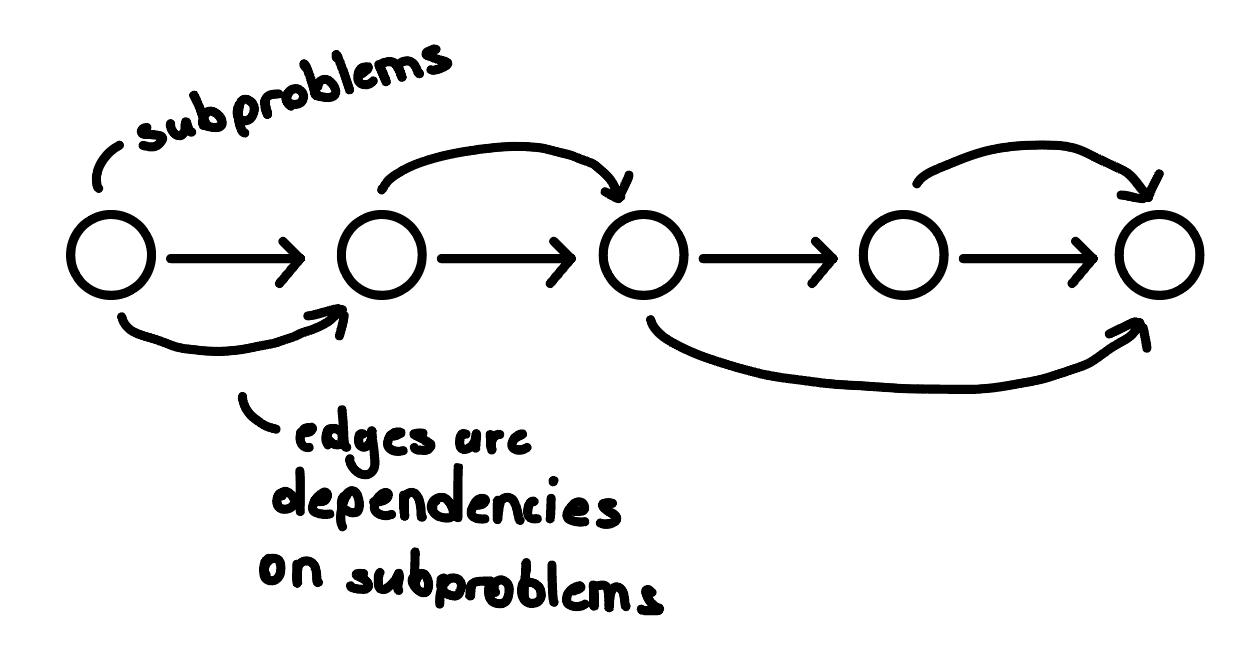 subproblems
edges are
dependencies
on subproblems